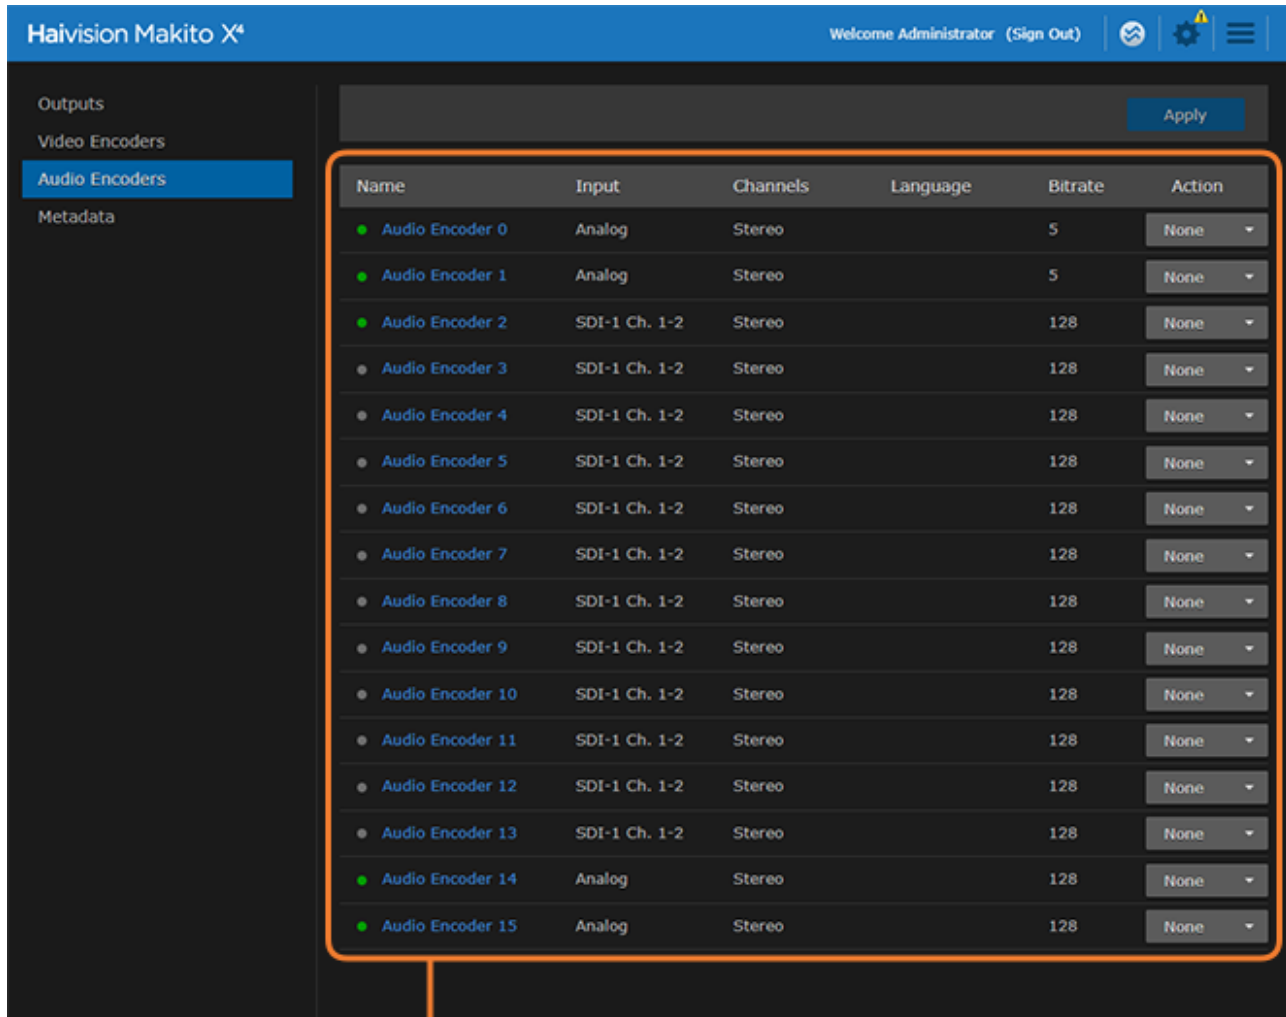 Haivision Makito X4
Welcome Administrator (Sign Out)
Outputs
Video Encoders
Audio Encoders
Metadata
Apply
Name Input Channels Language Bitrate Action
Audio Encoder 0 Analog Stereo 5 None
Audio Encoder 1 Analog Stereo 5 None
Audio Encoder 2 SDI-1 Ch. 1-2 Stereo 128 None
Audio Encoder 3 SDI-1 Ch. 1-2 Stereo 128 None
Audio Encoder 4 SDI-1 Ch. 1-2 Stereo 128 None
Audio Encoder 5 SDI-1 Ch. 1-2 Stereo 128 None
Audio Encoder 6 SDI-1 Ch. 1-2 Stereo 128 None
Audio Encoder 7 SDI-1 Ch. 1-2 Stereo 128 None
Audio Encoder 8 SDI-1 Ch. 1-2 Stereo 128 None
Audio Encoder 9 SDI-1 Ch. 1-2 Stereo 128 None
Audio Encoder 10 SDI-1 Ch. 1-2 Stereo 128 None
Audio Encoder 11 SDI-1 Ch. 1-2 Stereo 128 None
Audio Encoder 12 SDI-1 Ch. 1-2 Stereo 128 None
Audio Encoder 13 SDI-1 Ch. 1-2 Stereo 128 None
Audio Encoder 14 Analog Stereo 128 None
Audio Encoder 15 Analog Stereo 128 None